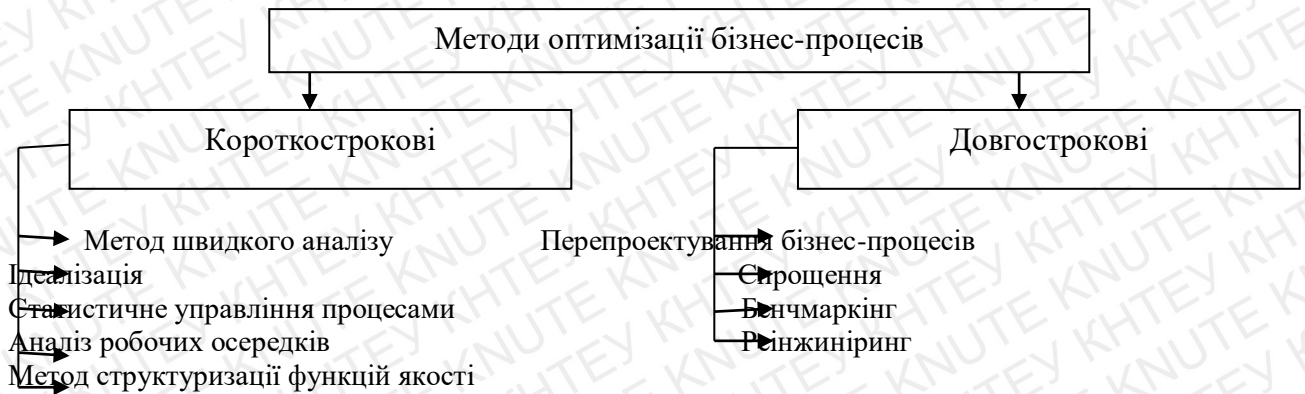 Методи оптимізації бізнес-процесів
Короткострокові
Довгострокові
Метод швидкого аналізу
Ідеалізація
Статистичне управління процесами
Аналіз робочих осередків
Метод структуризації функцій якості
Перепроектування бізнес-процесів
Спрощення
Бенчмаркінг
Реінжиніринг